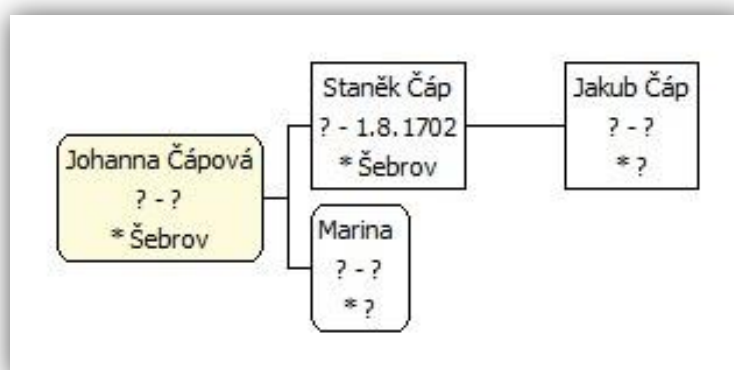 Johanna Čápová
? - ?
* Šebrov
Staněk Čáp
? - 1.8.1702
* Šebrov
Marina
? - ?
* ?
Jakub Čáp
? - ?
* ?